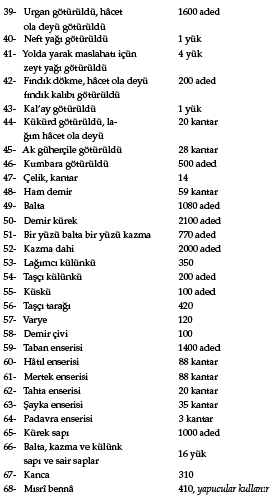 39- Urgan götürüldü, hâcet 1600 aded
ola deyü götürüldü
40- Neft yağı götürüldü 1 yük
41- Yolda yarak maslahatı içün 4 yük
zeyt yağı götürüldü
42- Fındık dökme, hâcet ola deyü 200 aded
fındık kalıbı götürüldü
43- Kal'ay götürüldü 1 yük
44- Kükürd götürüldü, la- 20 kantar
ğım hâcet ola deyü
45- Ak güherçile götürüldü 28 kantar
46- Kumbara götürüldü 500 aded
47- Çelik, kantar 14
48- Ham demir 59 kantar
49- Balta 1080 aded
50- Demir kürek 2100 aded
51- Bir yüzü balta bir yüzü kazma 770 aded
52- Kazma dahi 2000 aded
53- Lağımcı külünkü 350
54- Taşçı külünkü 200 aded
55- Küskü 100 aded
56- Taşçı tarağı 420
57- Varye 120
58- Demir çivi 100
59- Taban enserisi 1400 aded
60- Hâtıl enserisi 88 kantar
61- Mertek enserisi 88 kantar
62- Tahta enserisi 20 kantar
63- Şayka enserisi 35 kantar
64- Padavra enserisi 3 kantar
65- Kürek sapı 1000 aded
66- Balta, kazma ve külünk 16 yük
sapı ve sair saplar
67- Kanca 310
68- Mısrî bennâ 410, yapucular kullanır